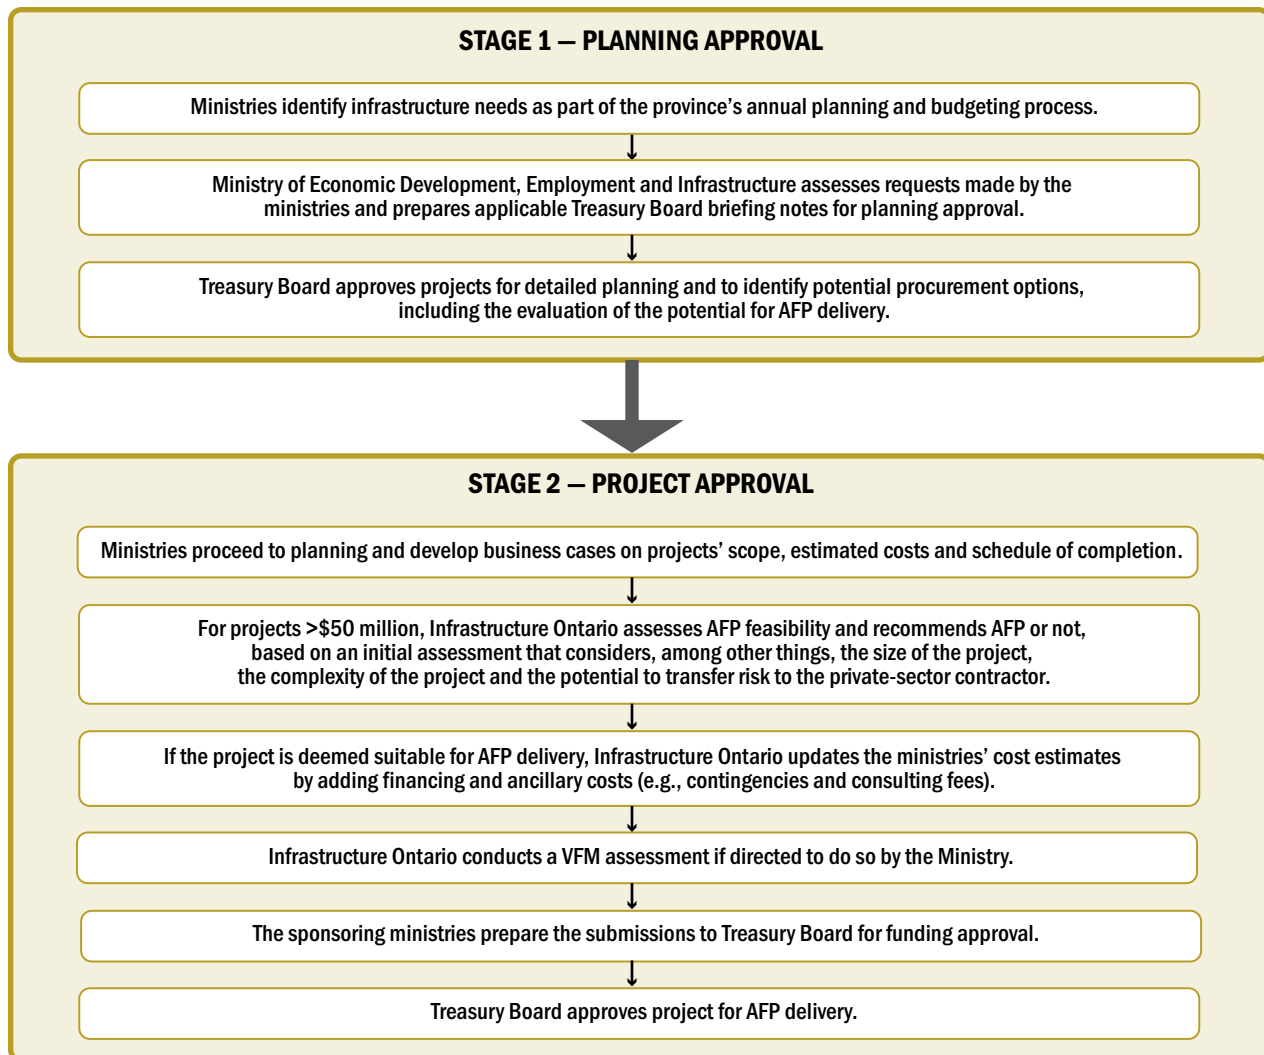 STAGE 1 — PLANNING APPROVAL
Ministries identify infrastructure needs as part of the province’s annual planning and budgeting process.
Ministry of Economic Development, Employment and Infrastructure assesses requests made by the
ministries and prepares applicable Treasury Board briefing notes for planning approval.
Treasury Board approves projects for detailed planning and to identify potential procurement options,
including the evaluation of the potential for AFP delivery.
STAGE 2 — PROJECT APPROVAL
Ministries proceed to planning and develop business cases on projects’ scope, estimated costs and schedule of completion.
For projects >$50 million, Infrastructure Ontario assesses AFP feasibility and recommends AFP or not,
based on an initial assessment that considers, among other things, the size of the project,
the complexity of the project and the potential to transfer risk to the private-sector contractor.
If the project is deemed suitable for AFP delivery, Infrastructure Ontario updates the ministries’ cost estimates
by adding financing and ancillary costs (e.g., contingencies and consulting fees).
Infrastructure Ontario conducts a VFM assessment if directed to do so by the Ministry.
The sponsoring ministries prepare the submissions to Treasury Board for funding approval.
Treasury Board approves project for AFP delivery.